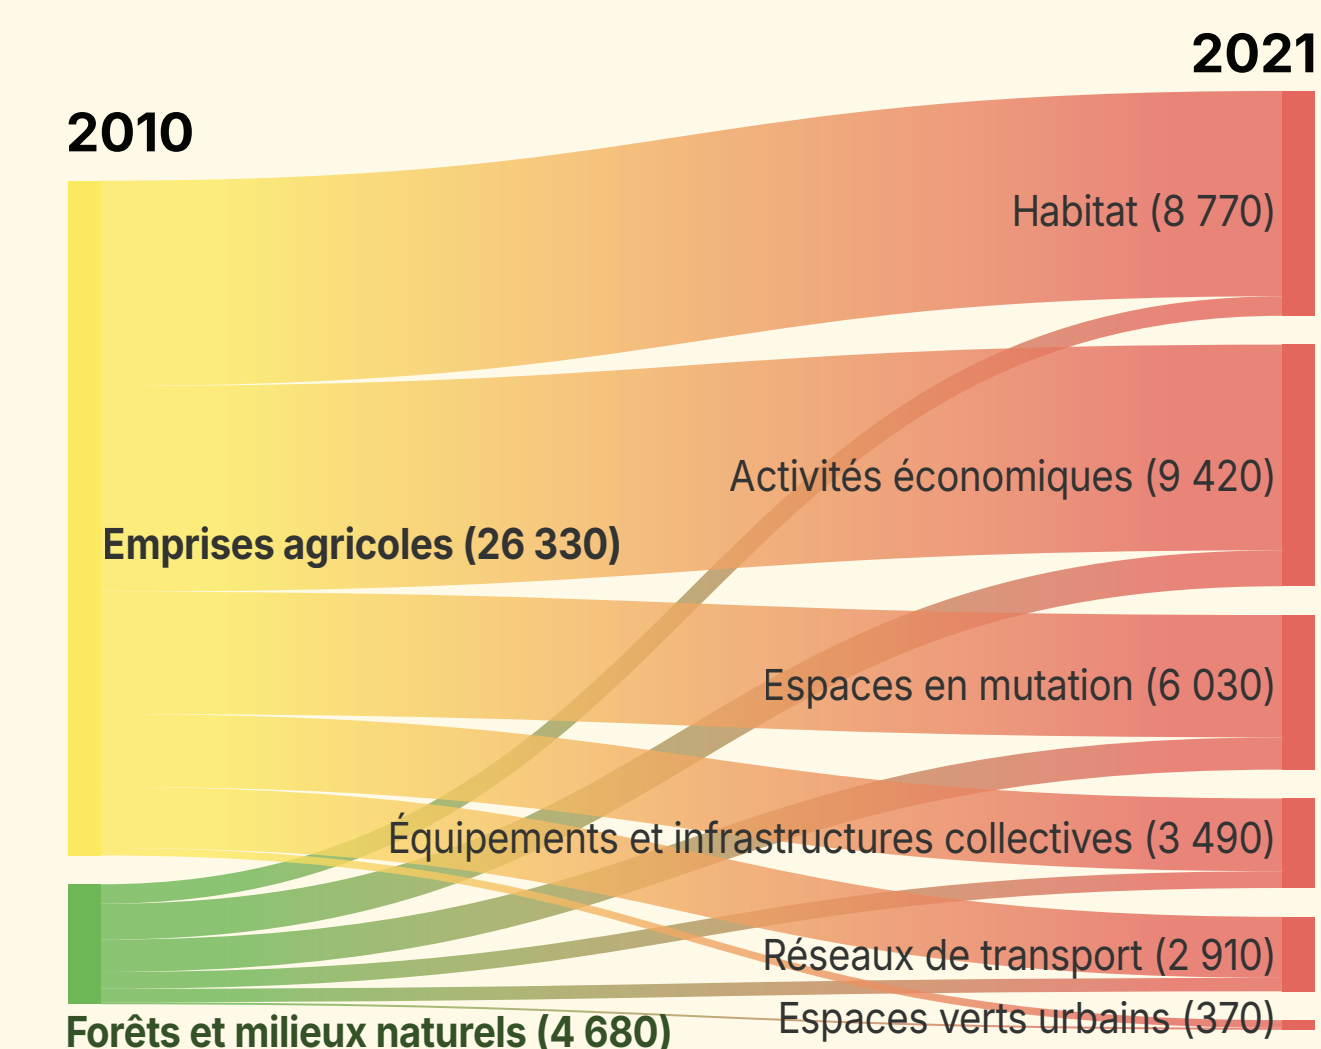 2021
2010
Habitat (8 770)
Activités économiques (9 420)
Emprises agricoles (26 330)
Espaces en mutation (6 030)
Équipements et infrastructures collectives (3 490)
Réseaux de transport (2 910)
Espaces verts urbains (370)
Forêts et milieux naturels (4 680)